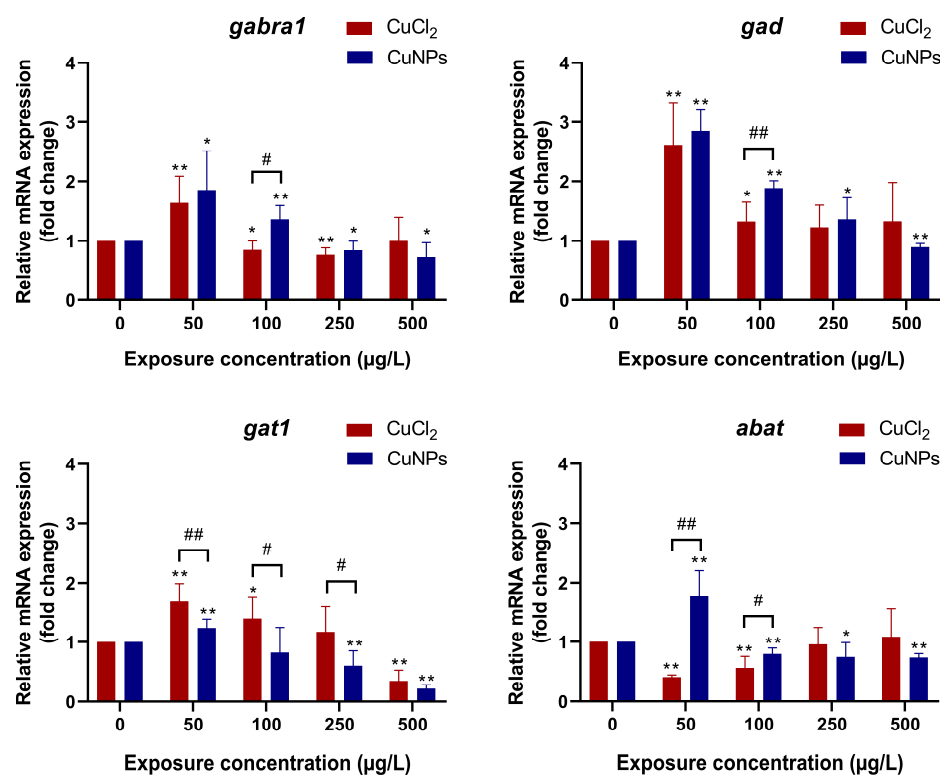 gabra1
CuCl2
CuNPs
Relative mRNA expression
(fold change)
4
3
2
1
0
** * # * ** ** * *
0 50 100 250 500
Exposure concentration (µg/L)
gad
CuCl2
CuNPs
Relative mRNA expression
(fold change)
4
3
2
1
0
** ** ## * ** * **
0 50 100 250 500
Exposure concentration (µg/L)
gat1
CuCl2
CuNPs
Relative mRNA expression
(fold change)
4
3
2
1
0
## # #
** ** * ** ** **
0 50 100 250 500
Exposure concentration (µg/L)
abat
CuCl2
CuNPs
Relative mRNA expression
(fold change)
4
3
2
1
0
## #
** ** ** ** * **
0 50 100 250 500
Exposure concentration (µg/L)